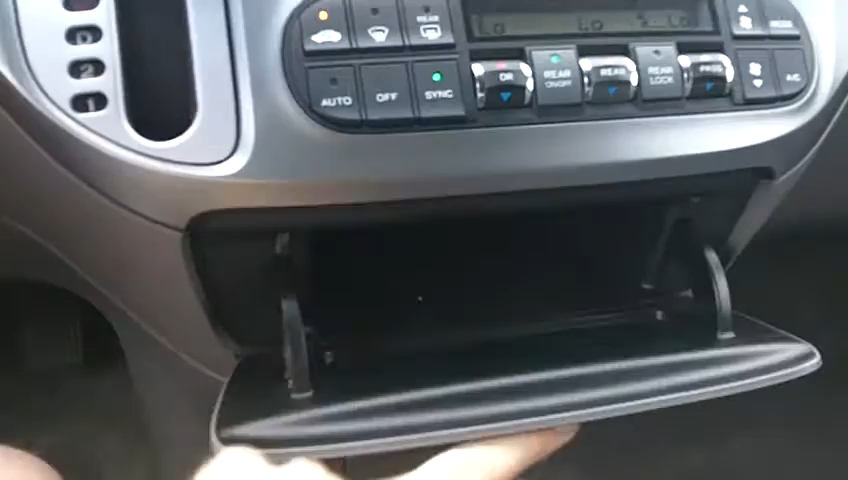 D
2
1
REAR
AUTO
OFF
SYNC
Lo Lo Lo
DR
REAR
ON/OFF
REAR
REAR
LOCK
PASS
MODE
A/C